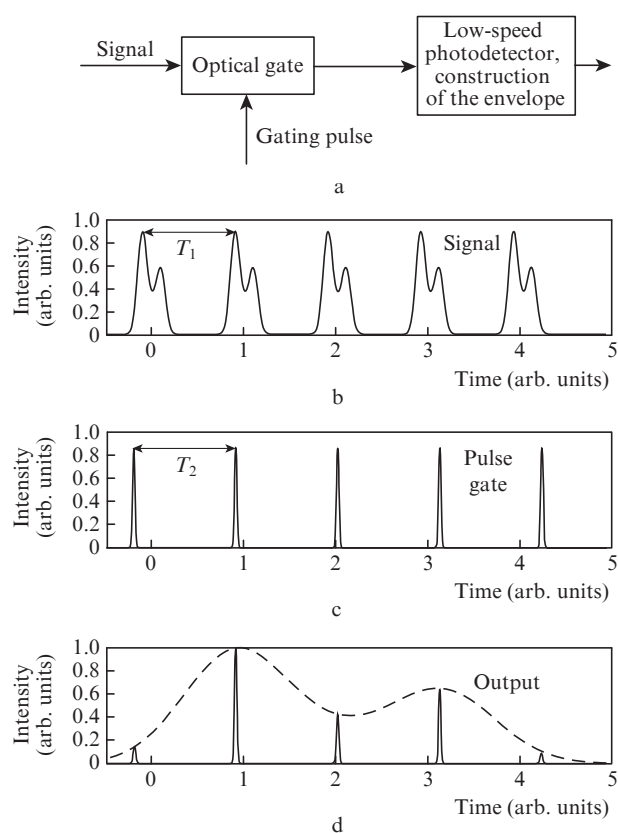 Signal
Optical gate
Low-speed
photodetector,
construction
of the envelope
Gating pulse
a
Intensity
(arb. units)
1.0
0.8
0.6
0.4
0.2
0
T1
Signal
0 1 2 3 4 5
Time (arb. units)
b
Intensity
(arb. units)
1.0
0.8
0.6
0.4
0.2
0
T2
Pulse
gate
0 1 2 3 4 5
Time (arb. units)
c
Intensity
(arb. units)
1.0
0.8
0.6
0.4
0.2
0
Output
0 1 2 3 4 5
Time (arb. units)
d